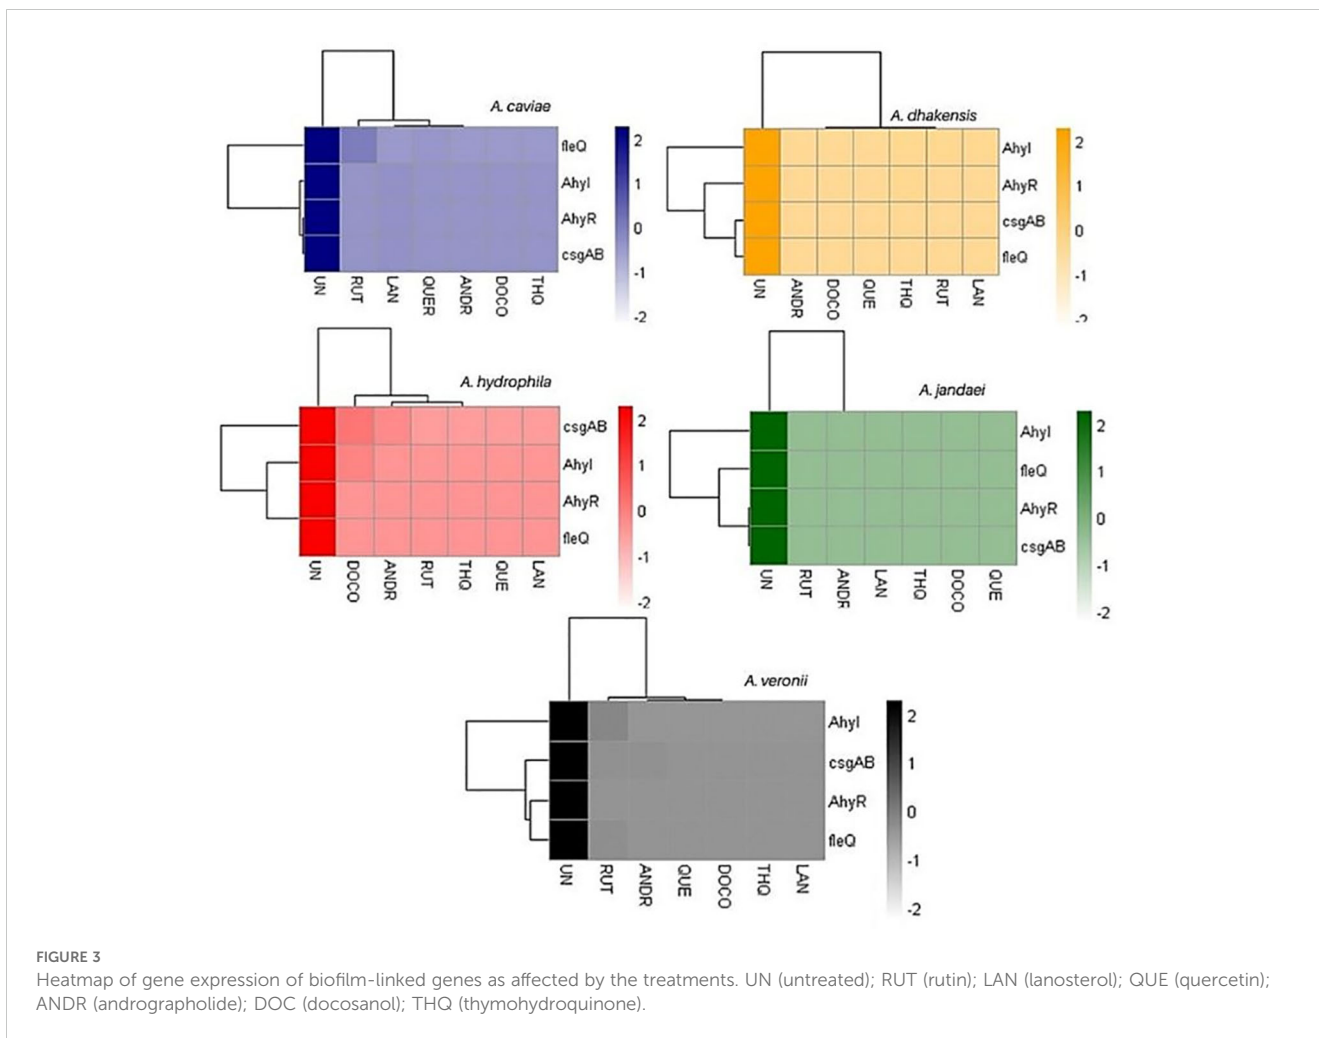 A. caviae
fleQ
AhyI
AhyR
csgAB
UN RUT LAN QUER ANDR DOCO THQ
2
1
0
-1
-2
A. dhakensis
AhyI
AhyR
csgAB
fleQ
UN ANDR DOCO QUE THQ RUT LAN
2
1
0
-1
-2
A. hydrophila
csgAB
AhyI
AhyR
fleQ
UN DOCO ANDR RUT THQ QUE LAN
2
1
0
-1
-2
A. jandaei
AhyI
fleQ
AhyR
csgAB
UN RUT ANDR LAN THQ DOCO QUE
2
1
0
-1
-2
A. veronii
AhyI
csgAB
AhyR
fleQ
UN RUT ANDR QUE DOCO THQ LAN
2
1
0
-1
-2
FIGURE 3
Heatmap of gene expression of biofilm-linked genes as affected by the treatments. UN (untreated); RUT (rutin); LAN (lanosterol); QUE (quercetin);
ANDR (andrographolide); DOC (docosanol); THQ (thymohydroquinone).